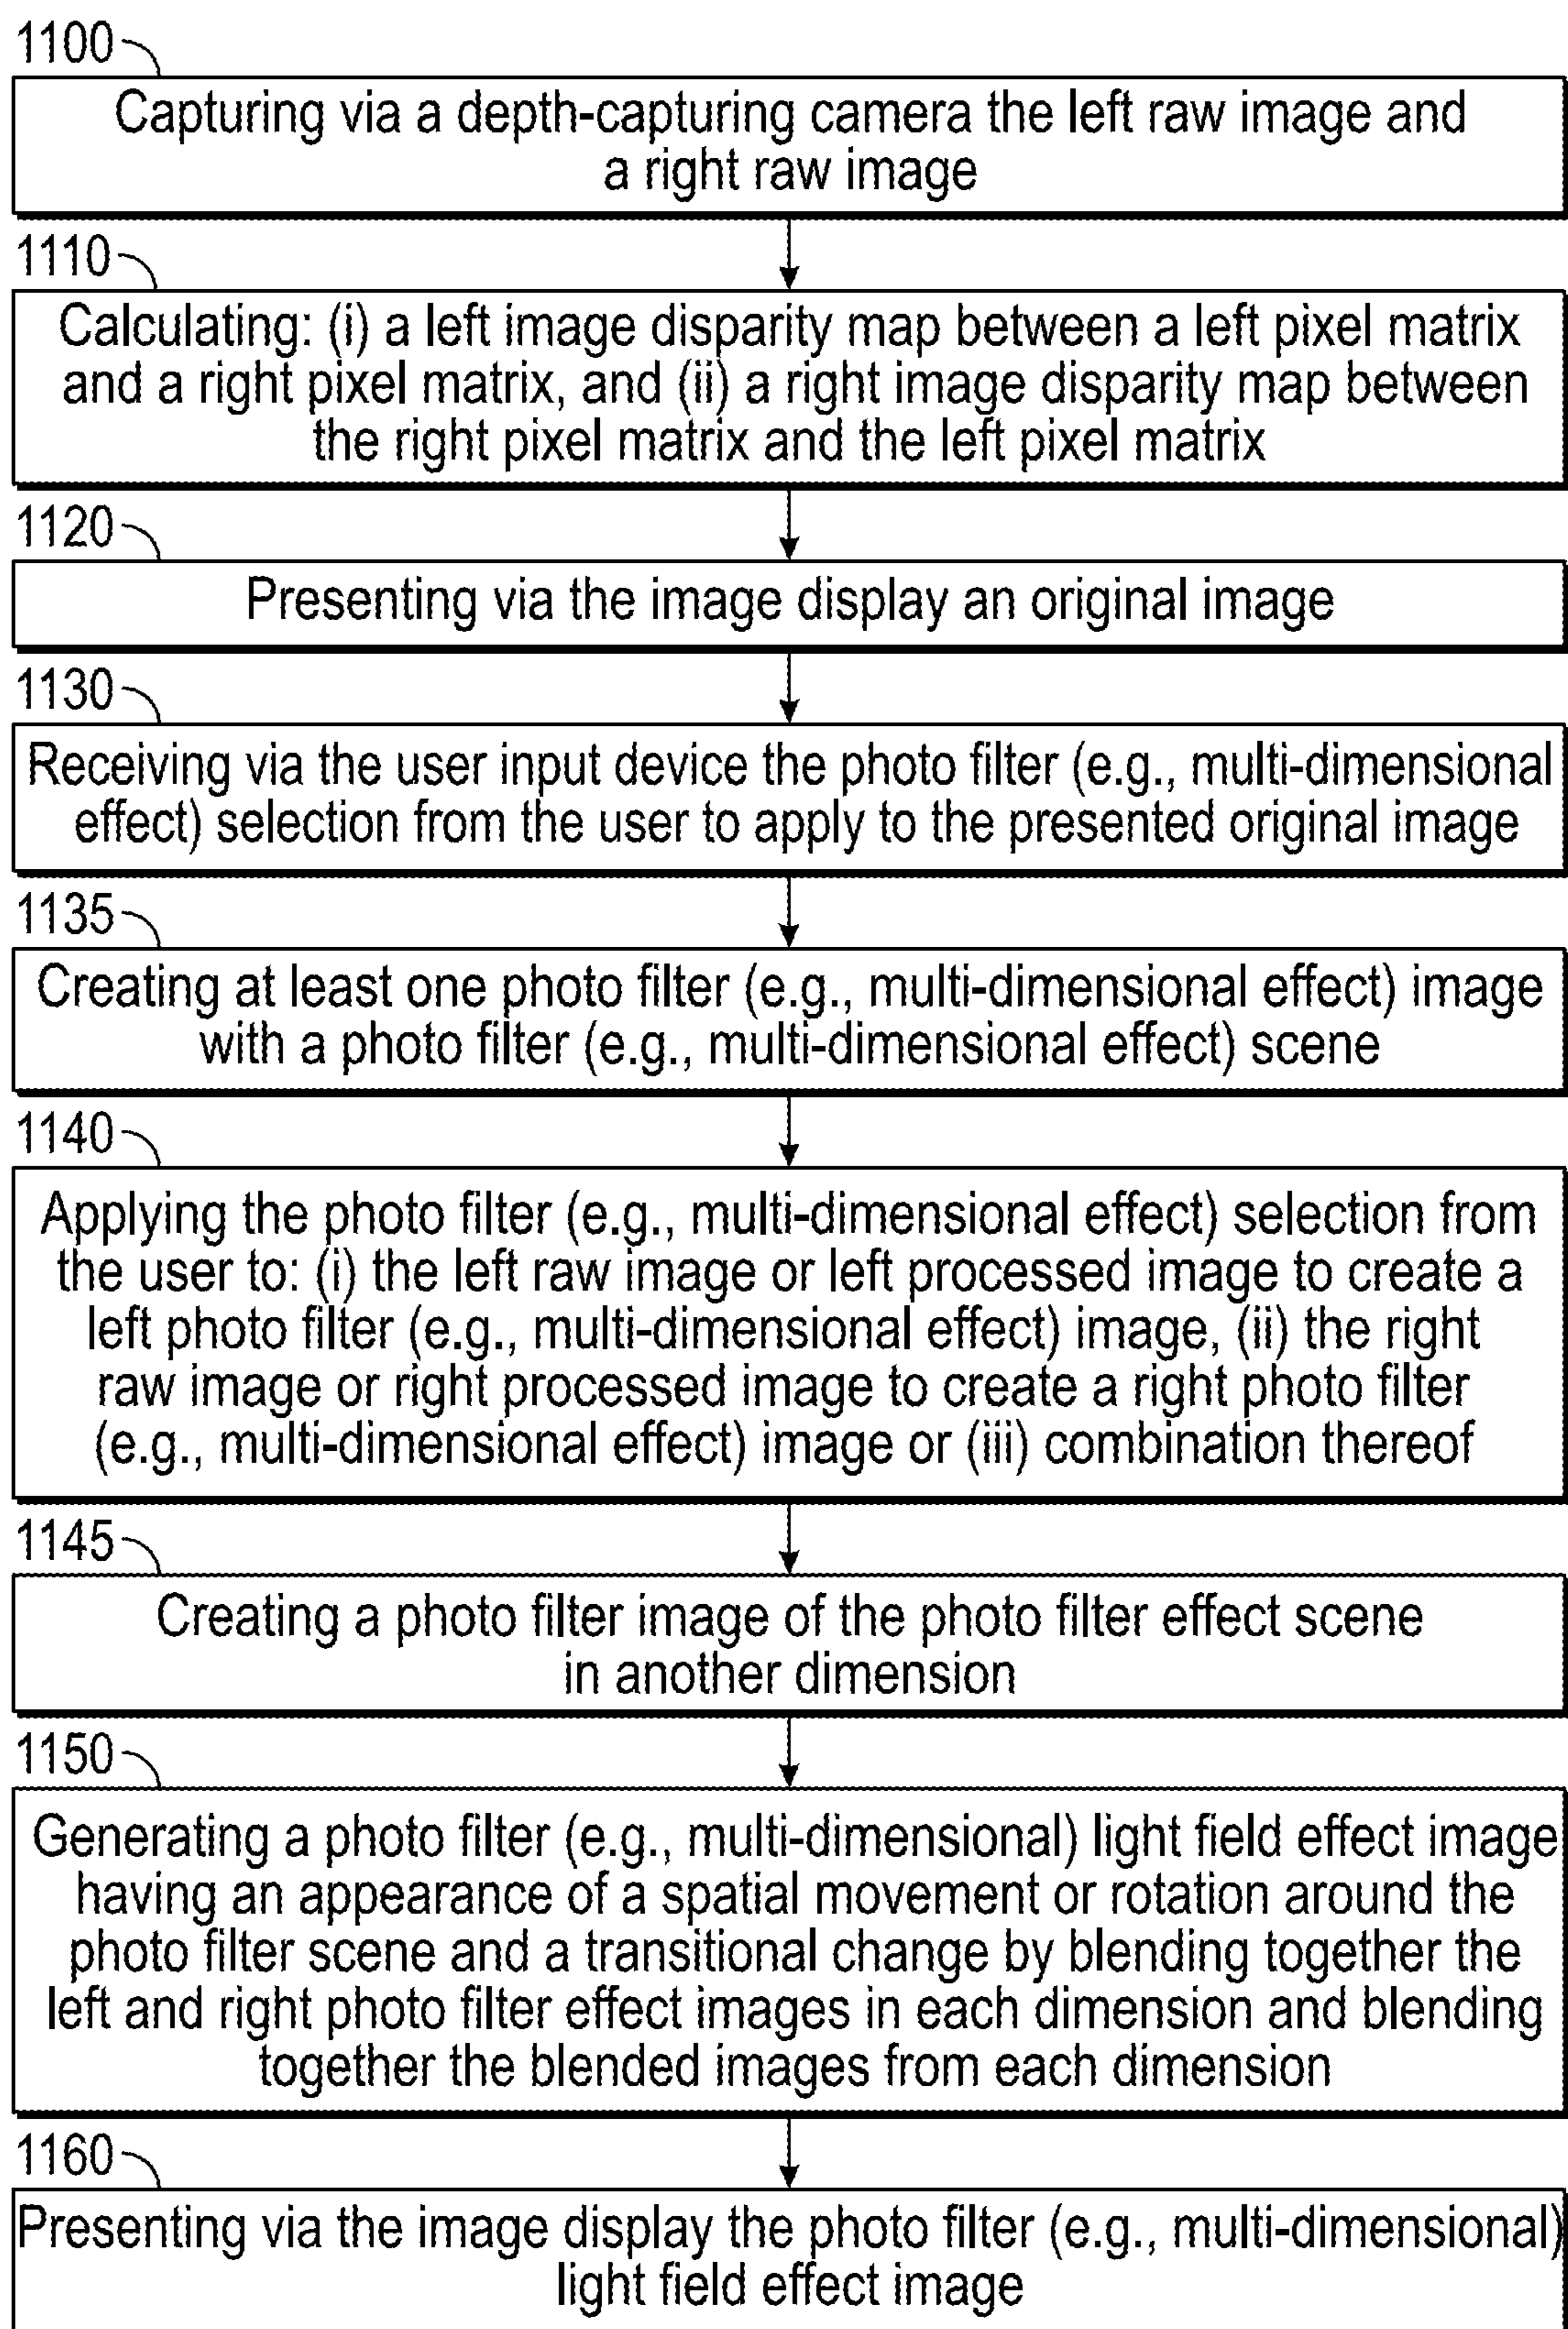 1100
Capturing via a depth-capturing camera the left raw image and
a right raw image
1110
Calculating: (i) a left image disparity map between a left pixel matrix
and a right pixel matrix, and (ii) a right image disparity map between
the right pixel matrix and the left pixel matrix
1120
Presenting via the image display an original image
1130
Receiving via the user input device the photo filter (e.g., multi-dimensional
effect) selection from the user to apply to the presented original image
1135
Creating at least one photo filter (e.g., multi-dimensional effect) image
with a photo filter (e.g., multi-dimensional effect) scene
1140
Applying the photo filter (e.g., multi-dimensional effect) selection from
the user to: (i) the left raw image or left processed image to create a
left photo filter (e.g., multi-dimensional effect) image, (ii) the right
raw image or right processed image to create a right photo filter
(e.g., multi-dimensional effect) image or (iii) combination thereof
1145
Creating a photo filter image of the photo filter effect scene
in another dimension
1150
Generating a photo filter (e.g., multi-dimensional) light field effect image
having an appearance of a spatial movement or rotation around the
photo filter scene and a transitional change by blending together the
left and right photo filter effect images in each dimension and blending
together the blended images from each dimension
1160
Presenting via the image display the photo filter (e.g., multi-dimensional)
light field effect image